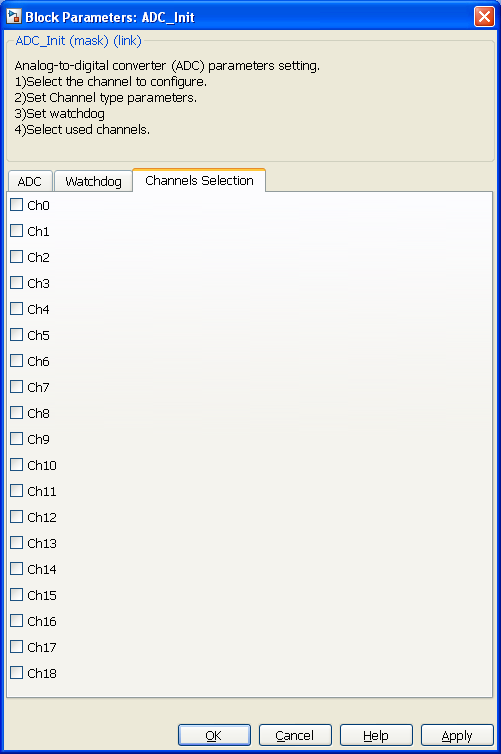 Block Parameters: ADC_Init
ADC_Init (mask) (link)
Analog-to-digital converter (ADC) parameters setting.
1)Select the channel to configure.
2)Set Channel type parameters.
3)Set watchdog
4)Select used channels.
ADC Watchdog Channels Selection
Ch0
Ch1
Ch2
Ch3
Ch4
Ch5
Ch6
Ch7
Ch8
Ch9
Ch10
Ch11
Ch12
Ch13
Ch14
Ch15
Ch16
Ch17
Ch18
OK Cancel Help Apply